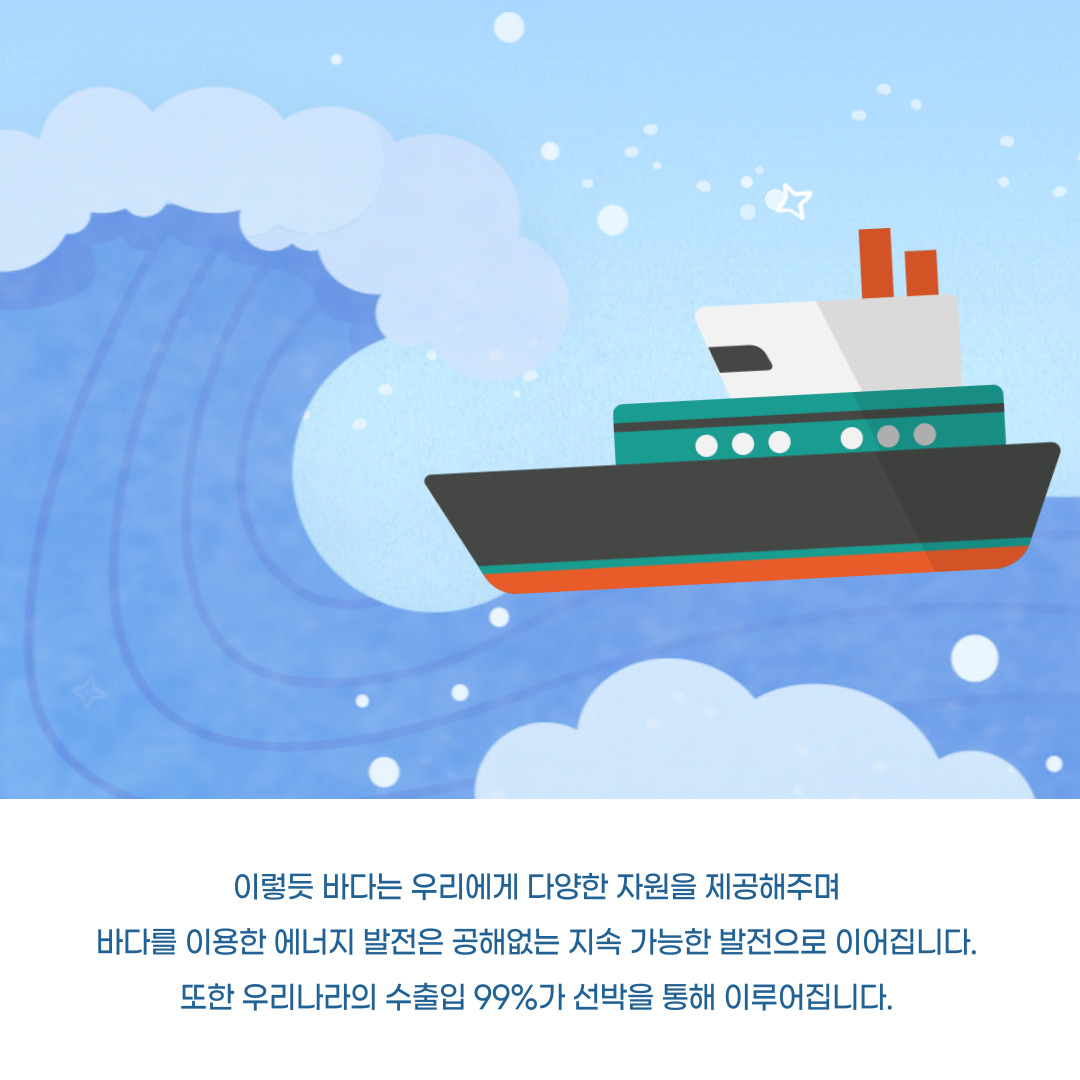 이렇듯 바다는 우리에게 다양한 자원을 제공해주며
바다를 이용한 에너지 발전은 공해없는 지속 가능한 발전으로 이어집니다.
또한 우리나라의 수출입 99%가 선박을 통해 이루어집니다.